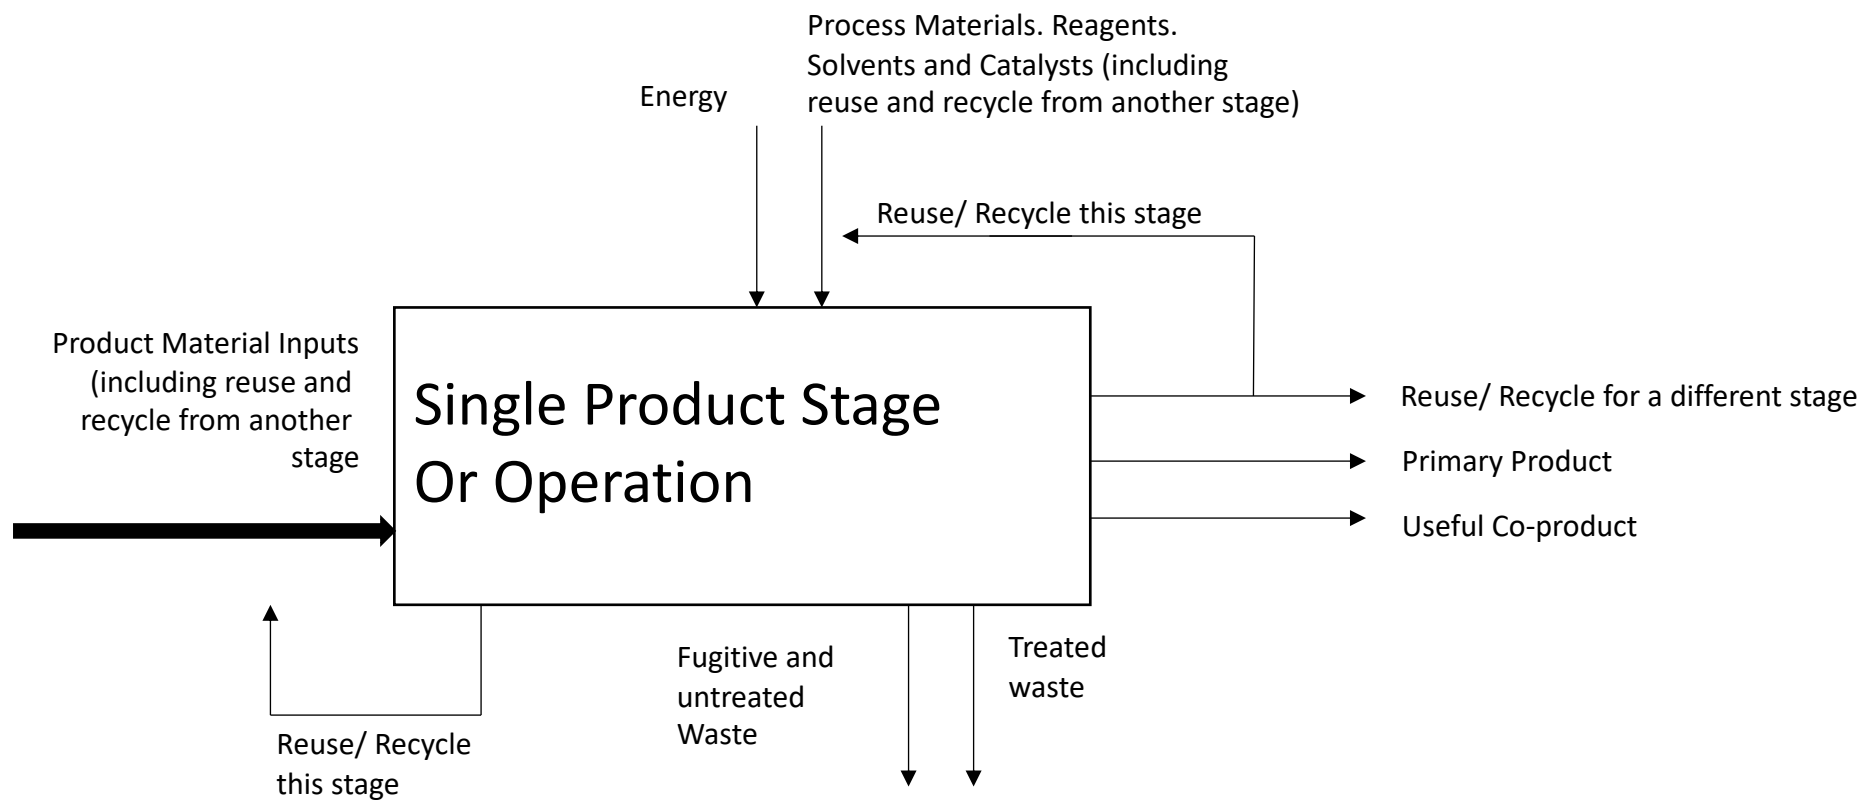 Process Materials. Reagents.
Solvents and Catalysts (including
reuse and recycle from another stage)
Energy
Reuse/ Recycle this stage
Product Material Inputs
(including reuse and
recycle from another
stage
Single Product Stage
Or Operation
Reuse/ Recycle for a different stage
Primary Product
Useful Co-product
Fugitive and
untreated
Waste
Treated
waste
Reuse/ Recycle
this stage